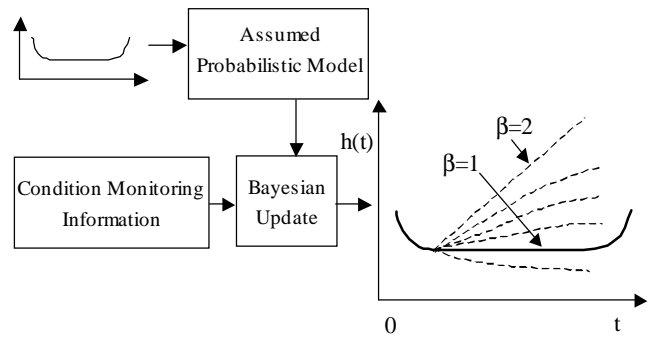 Assumed
Probabilistic Model
Condition Monitoring
Information
Bayesian
Update
h(t)
β=2
β=1
0
t